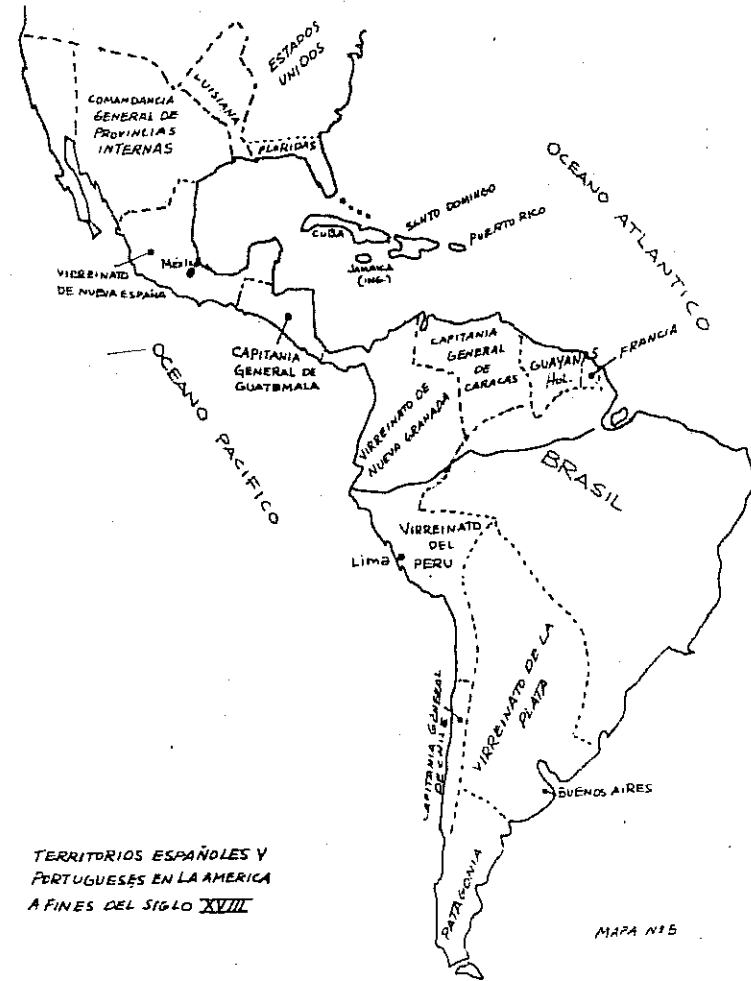 ESTADOS
UNIDOS
LUISIANA
COMANDANCIA
GENERAL DE
PROVINCIAS
INTERNAS
FLORIDAS
OCEANO ATLANTICO
SANTO DOMINGO
CUBA
PUERTO RICO
JAMAICA
(ING.)
México
VIRREINATO
DE NUEVA ESPAÑA
CAPITANIA
GENERAL DE
GUATEMALA
OCEANO PACIFICO
CAPITANIA
GENERAL
DE
CARACAS
GUAYANAS
HOL.
FRANCIA
VIRREINATO DE
NUEVA GRANADA
BRASIL
VIRREINATO
DEL
PERU
Lima
VIRREINATO DE LA
PLATA
CAPITANIA GENERAL
DE CHILE
BUENOS AIRES
PATAGONIA
TERRITORIOS ESPAÑOLES Y
PORTUGUESES EN LA AMERICA
A FINES DEL SIGLO XVIII
MAPA Nº 5